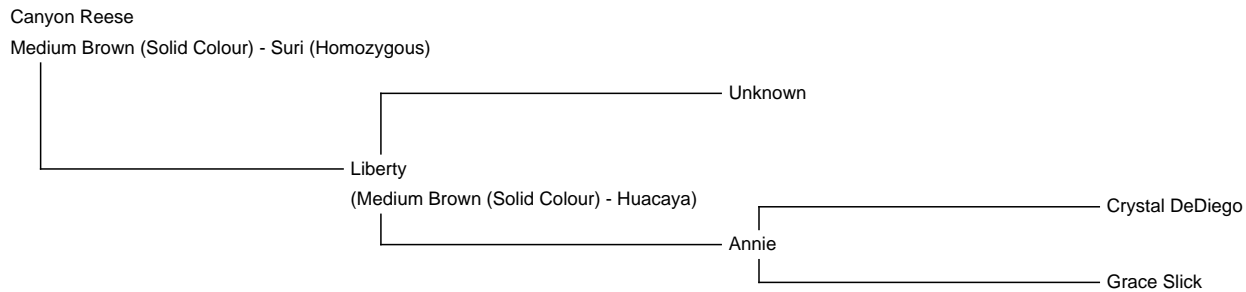 Canyon Reese
Medium Brown (Solid Colour) - Suri (Homozygous)
Unknown
Liberty
(Medium Brown (Solid Colour) - Huacaya)
Crystal DeDiego
Annie
Grace Slick